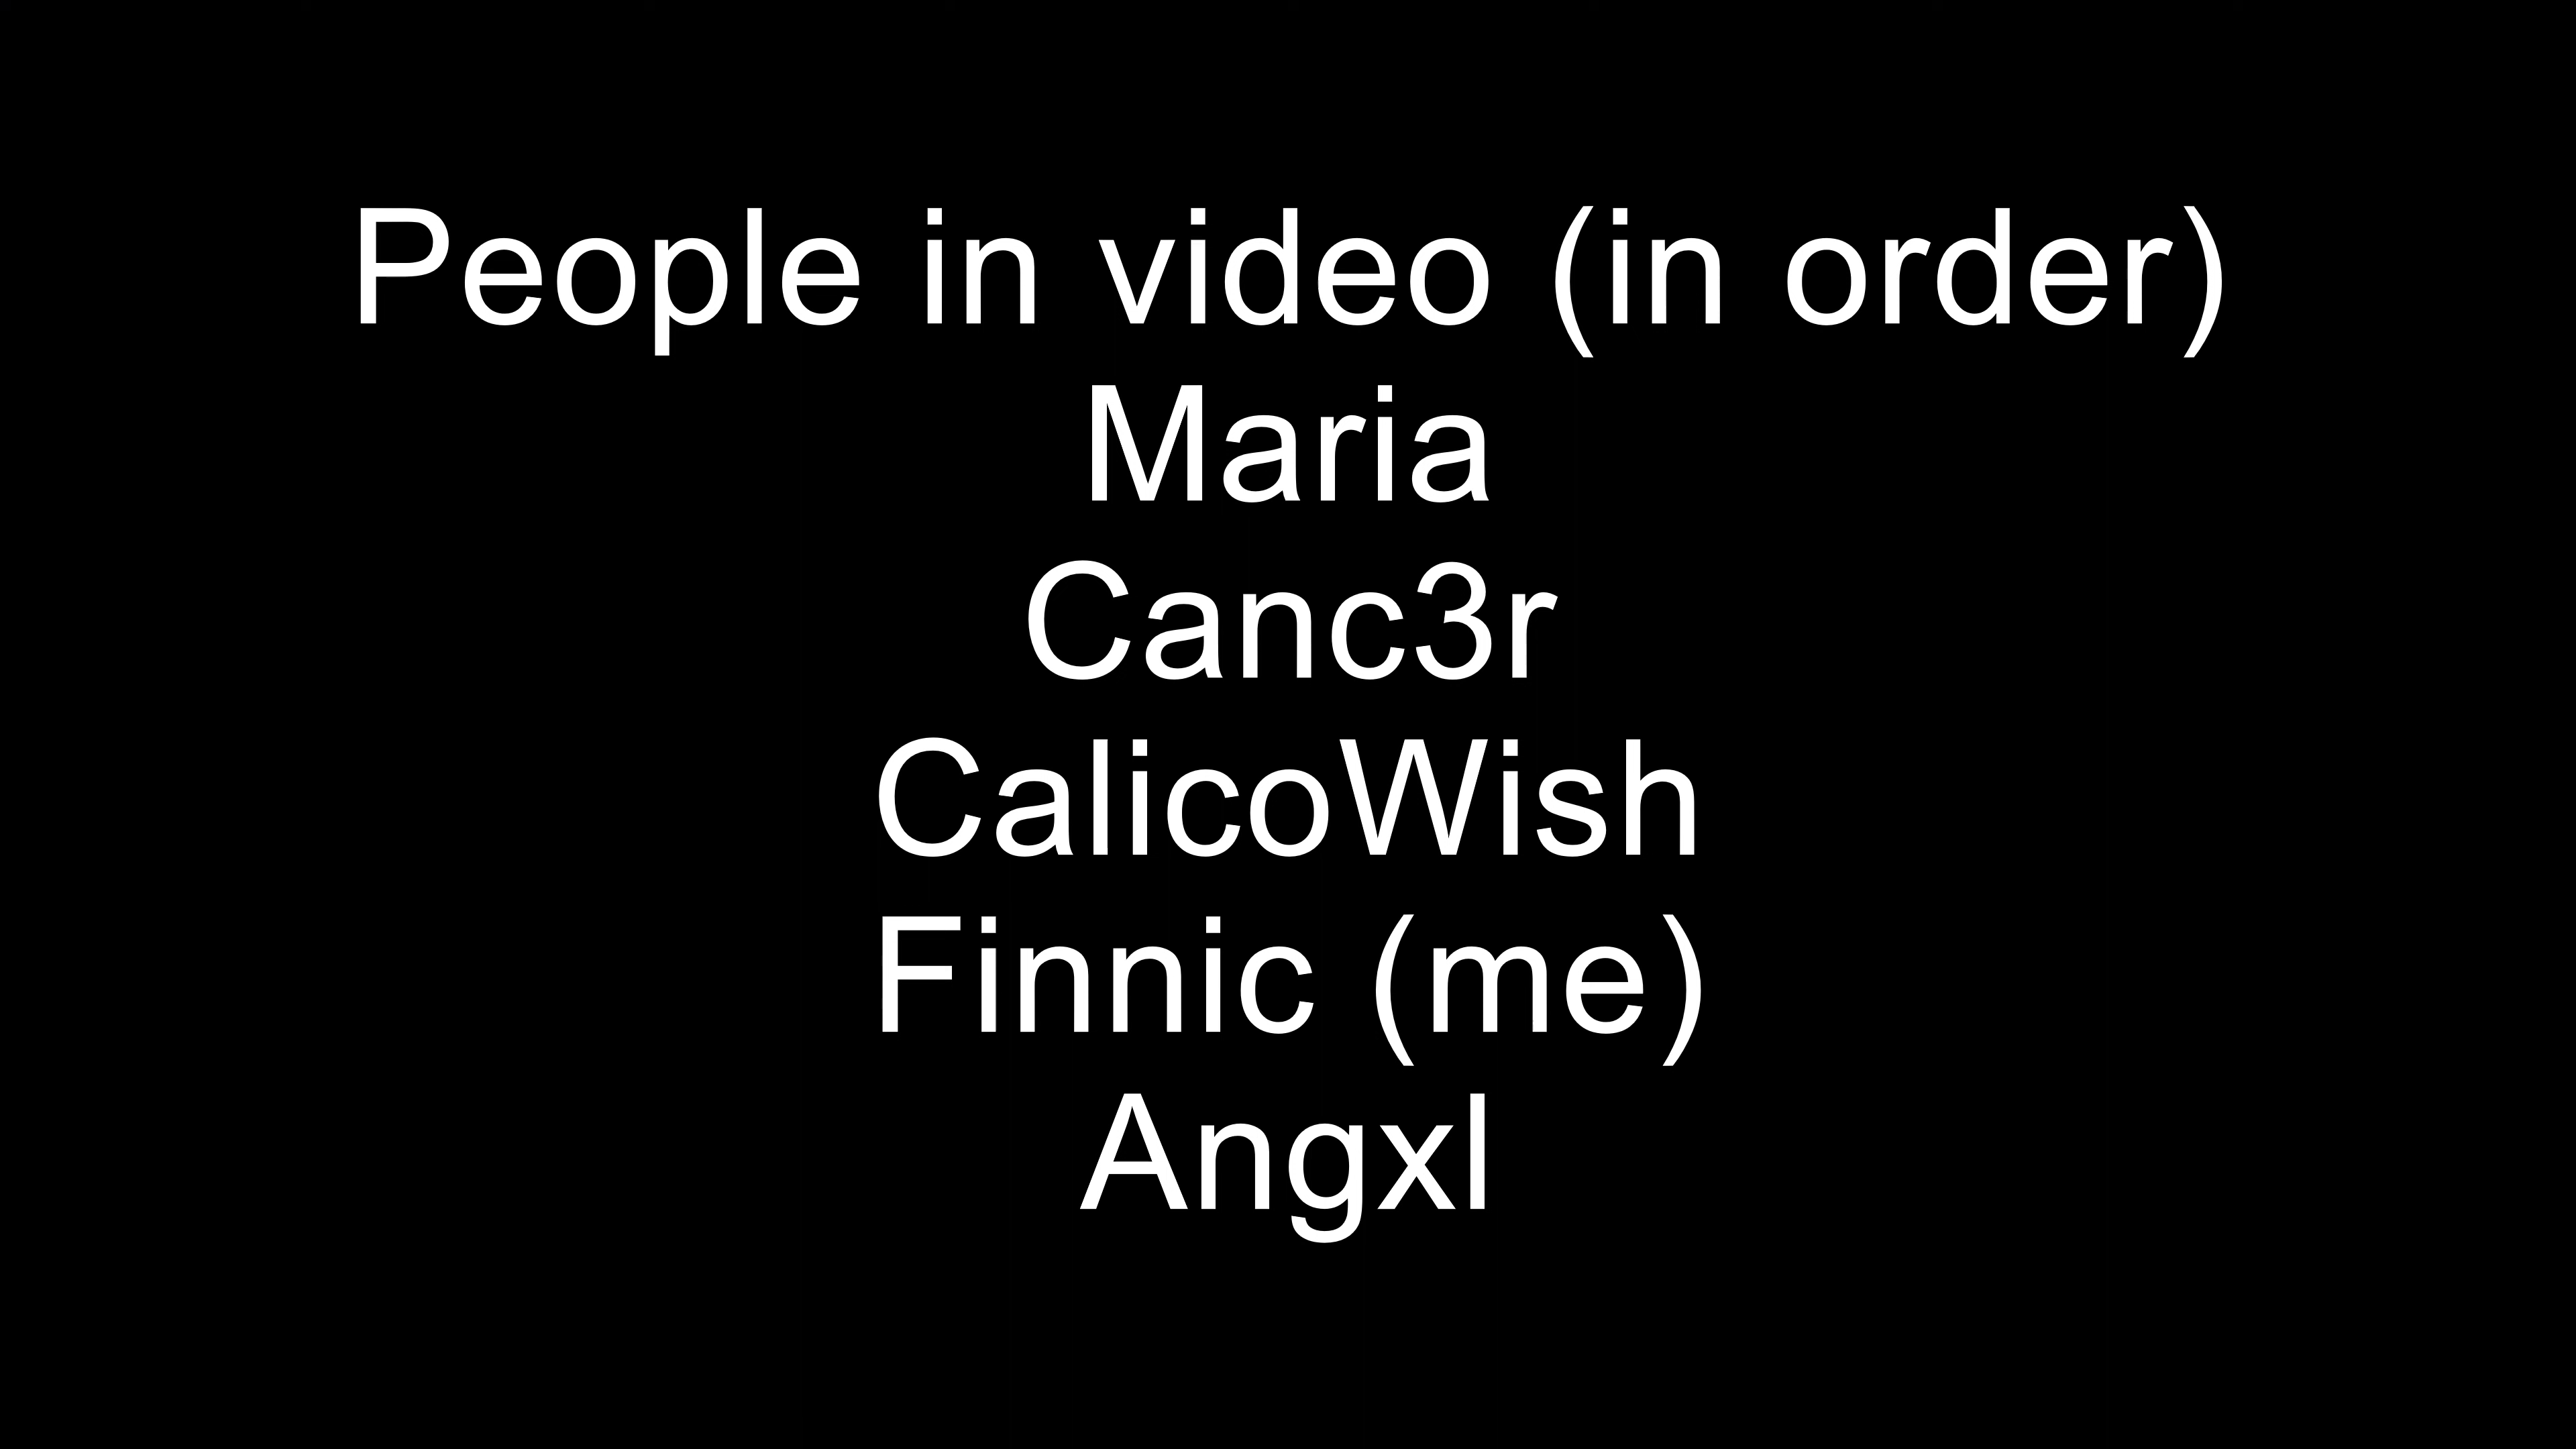 People in video (in order)
Maria
Canc3r
CalicoWish
Finnic (me)
Angxl